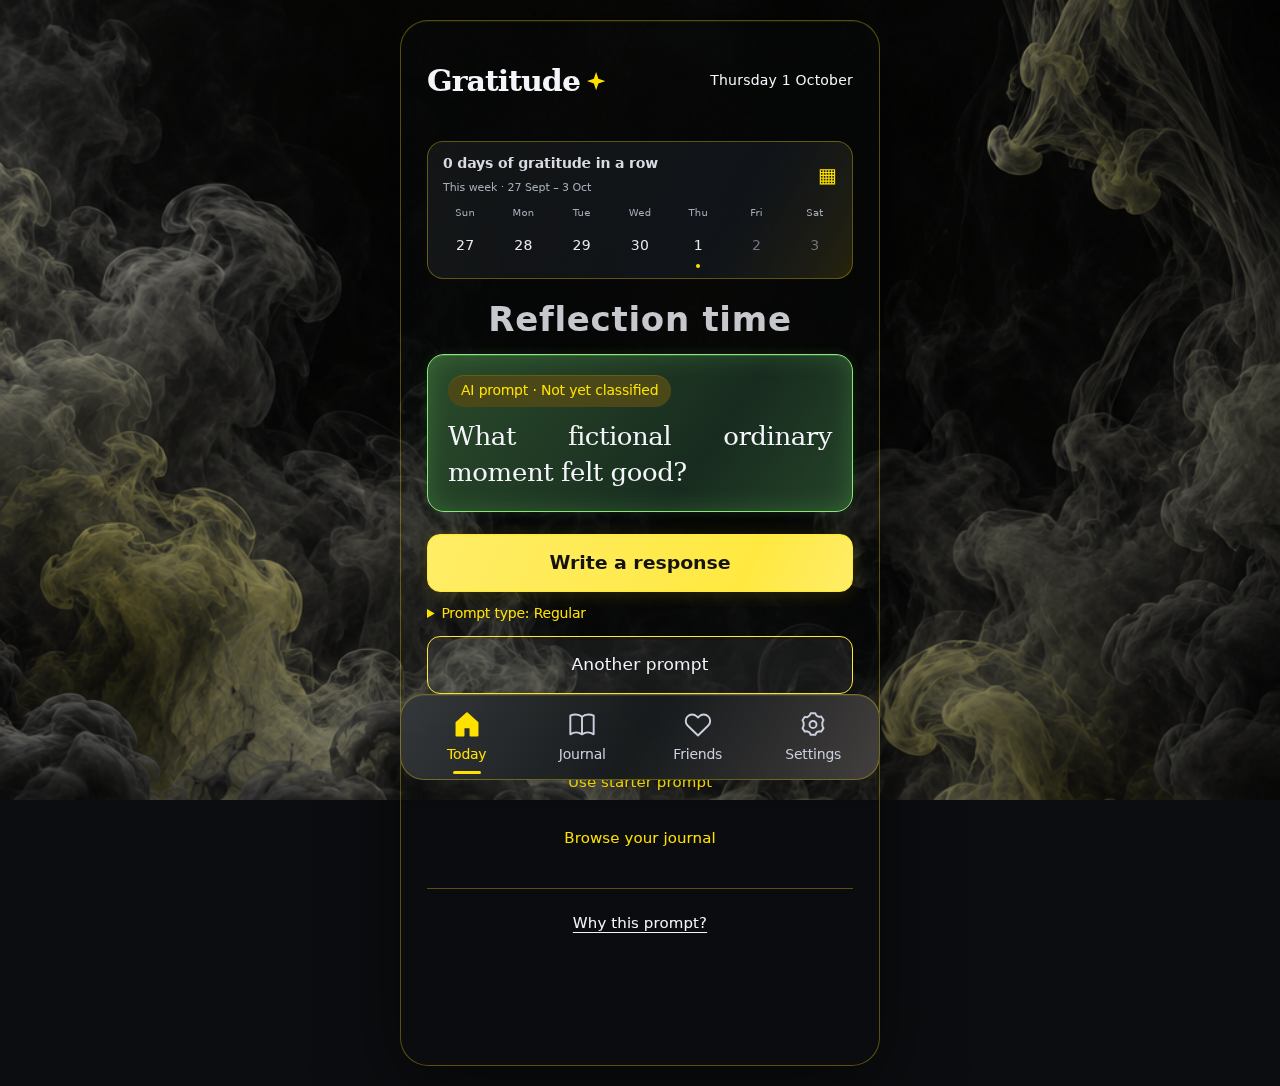 Gratitude
Thursday 1 October
0 days of gratitude in a row
This week · 27 Sept – 3 Oct
Sun Mon Tue Wed Thu Fri Sat
27 28 29 30 1 2 3
Reflection time
AI prompt · Not yet classified
What fictional ordinary
moment felt good?
Write a response
Prompt type: Regular
Another prompt
Today Journal Friends Settings
Use starter prompt
Browse your journal
Why this prompt?